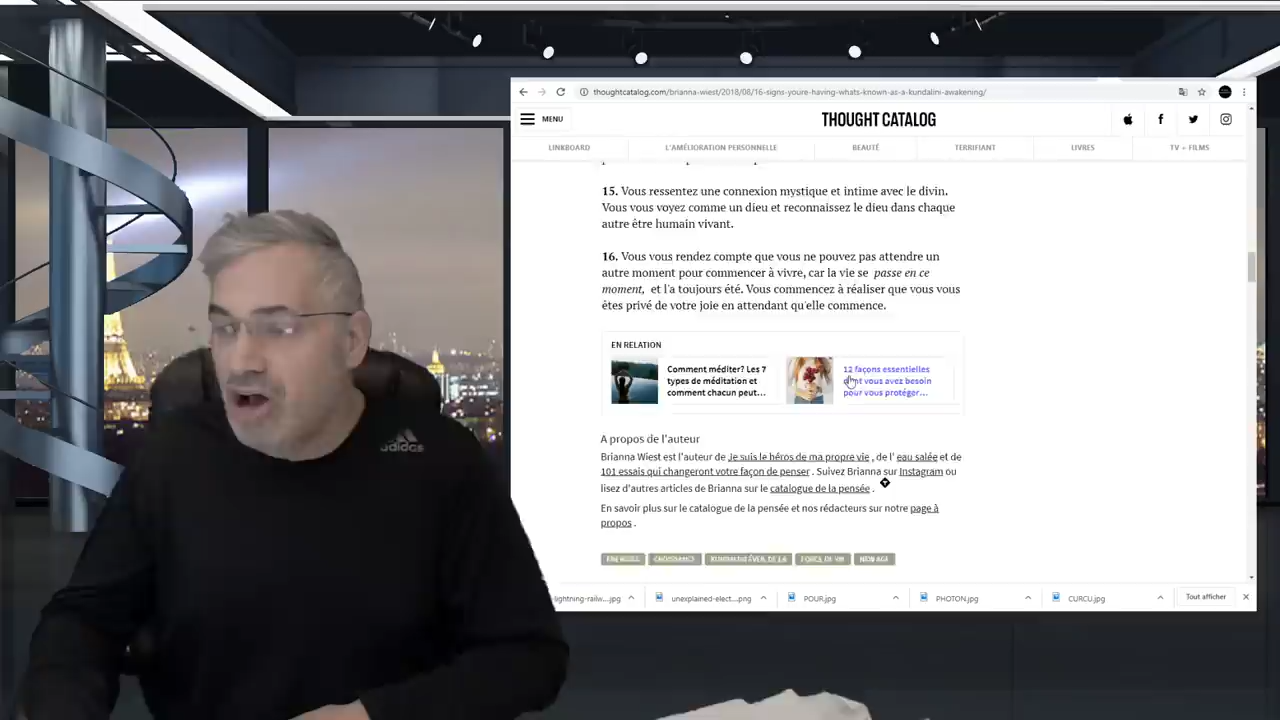 thoughtcatalog.com/brianna-wiest/2018/08/16-signs-youre-having-whats-known-as-a-kundalini-awakening/
MENU
THOUGHT CATALOG
LINKBOARD
L'AMÉLIORATION PERSONNELLE
BEAUTÉ
TERRIFIANT
LIVRES
TV + FILMS
15. Vous ressentez une connexion mystique et intime avec le divin.
Vous vous voyez comme un dieu et reconnaissez le dieu dans chaque
autre être humain vivant.
16. Vous vous rendez compte que vous ne pouvez pas attendre un
autre moment pour commencer à vivre, car la vie se passe en ce
moment, et l'a toujours été. Vous commencez à réaliser que vous vous
êtes privé de votre joie en attendant qu'elle commence.
EN RELATION
Comment méditer? Les 7
types de méditation et
comment chacun peut...
12 façons essentielles
dont vous avez besoin
pour vous protéger...
A propos de l'auteur
Brianna Wiest est l'auteur de Je suis le héros de ma propre vie , de l' eau salée et de
101 essais qui changeront votre façon de penser . Suivez Brianna sur Instagram ou
lisez d'autres articles de Brianna sur le catalogue de la pensée .
En savoir plus sur le catalogue de la pensée et nos rédacteurs sur notre page à
propos .
FORCE DE VIE
NEW AGE
-lightning-railw....jpg
unexplained-elect....png
POUR.jpg
PHOTON.jpg
CURCU.jpg
Tout afficher
adidas